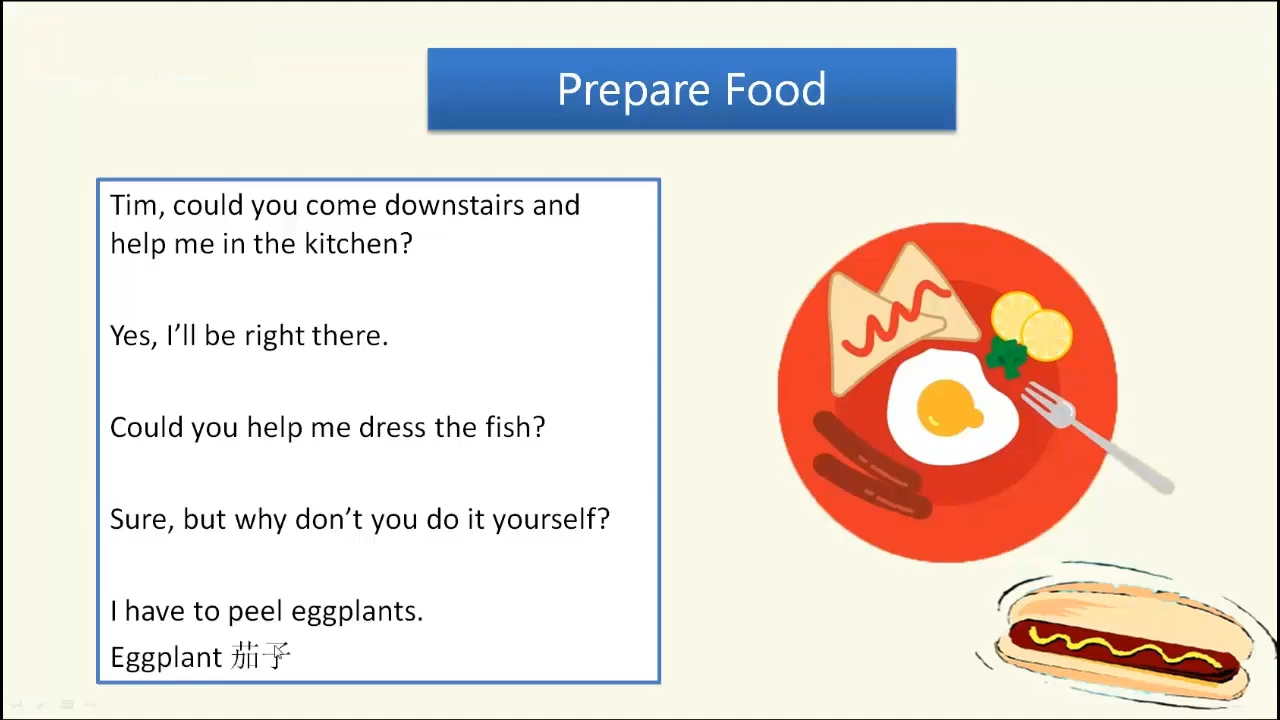 Prepare Food
Tim, could you come downstairs and
help me in the kitchen?
Yes, I’ll be right there.
Could you help me dress the fish?
Sure, but why don’t you do it yourself?
I have to peel eggplants.
Eggplant 茄子